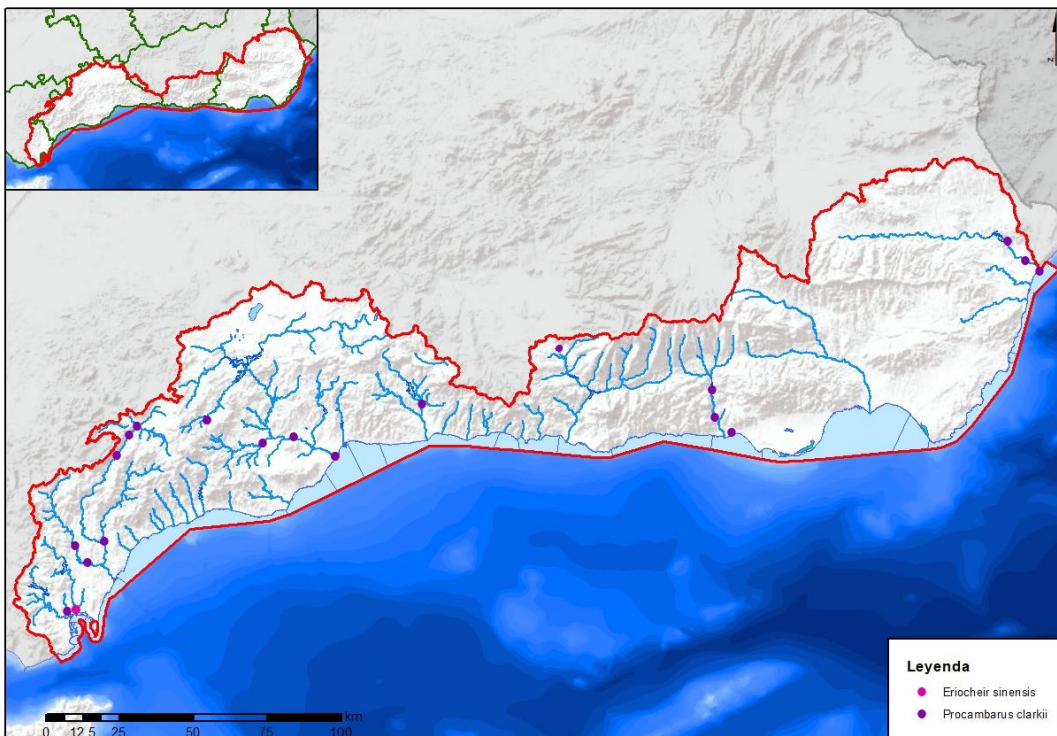 z
Leyenda
Eriocheir sinensis
Procambarus clarkii
km
0 12,5 25 50 75 100